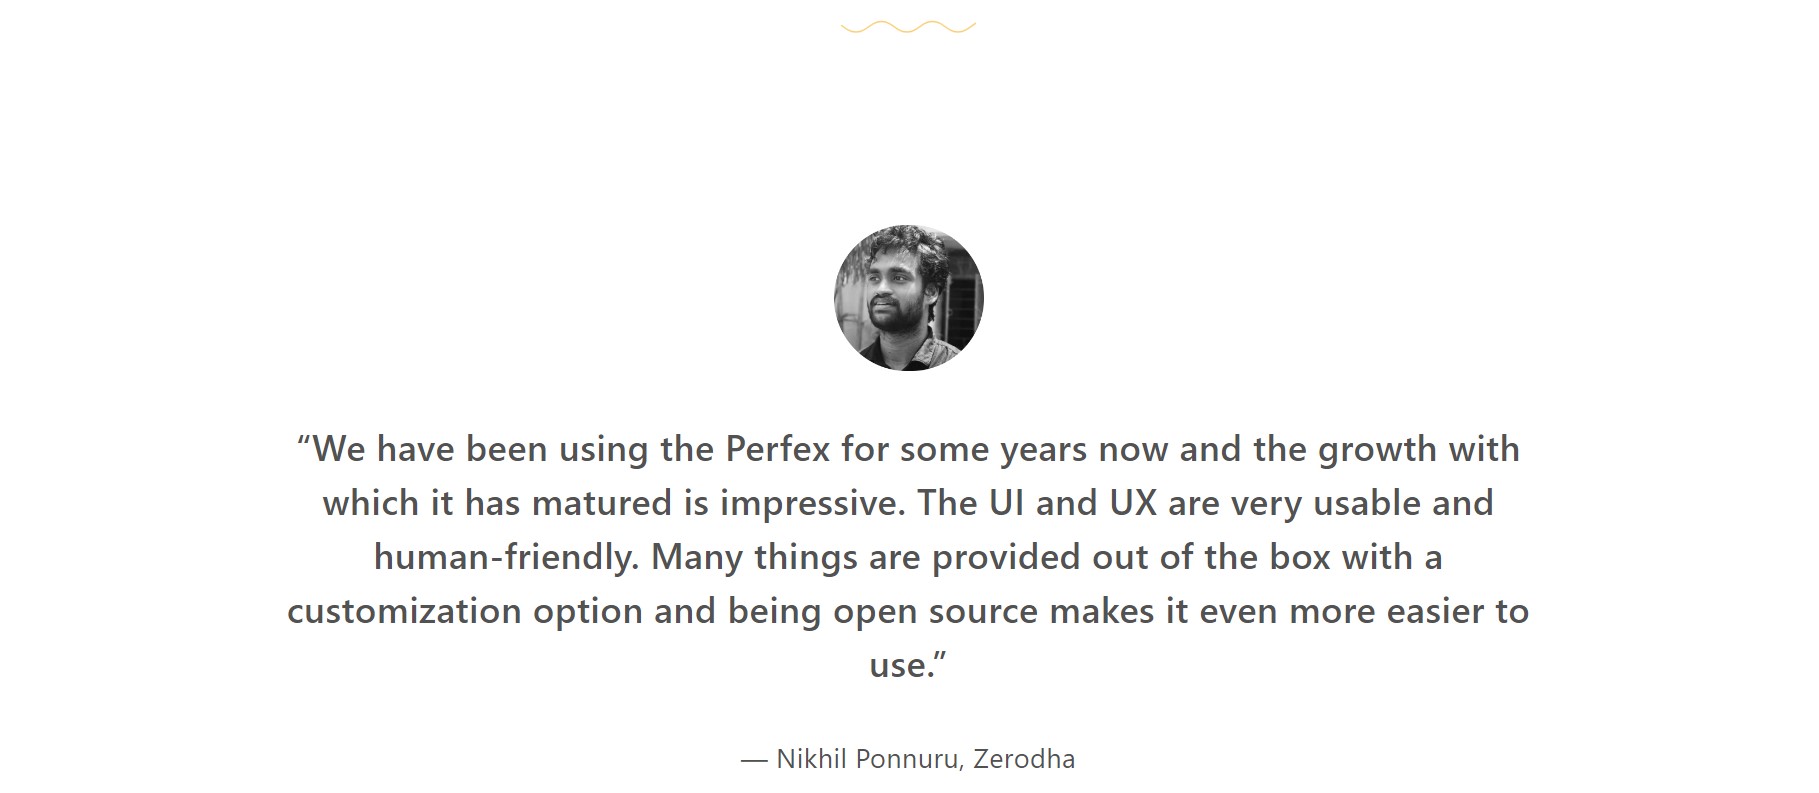 “We have been using the Perfex for some years now and the growth with
which it has matured is impressive. The UI and UX are very usable and
human-friendly. Many things are provided out of the box with a
customization option and being open source makes it even more easier to
use.”
— Nikhil Ponnuru, Zerodha